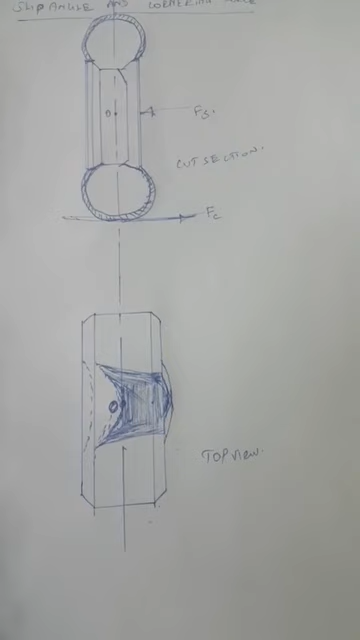 SLIP ANGLE AND CORNERING FORCE
O
Fs.
CUT SECTION.
Fc
O
TOP VIEW.